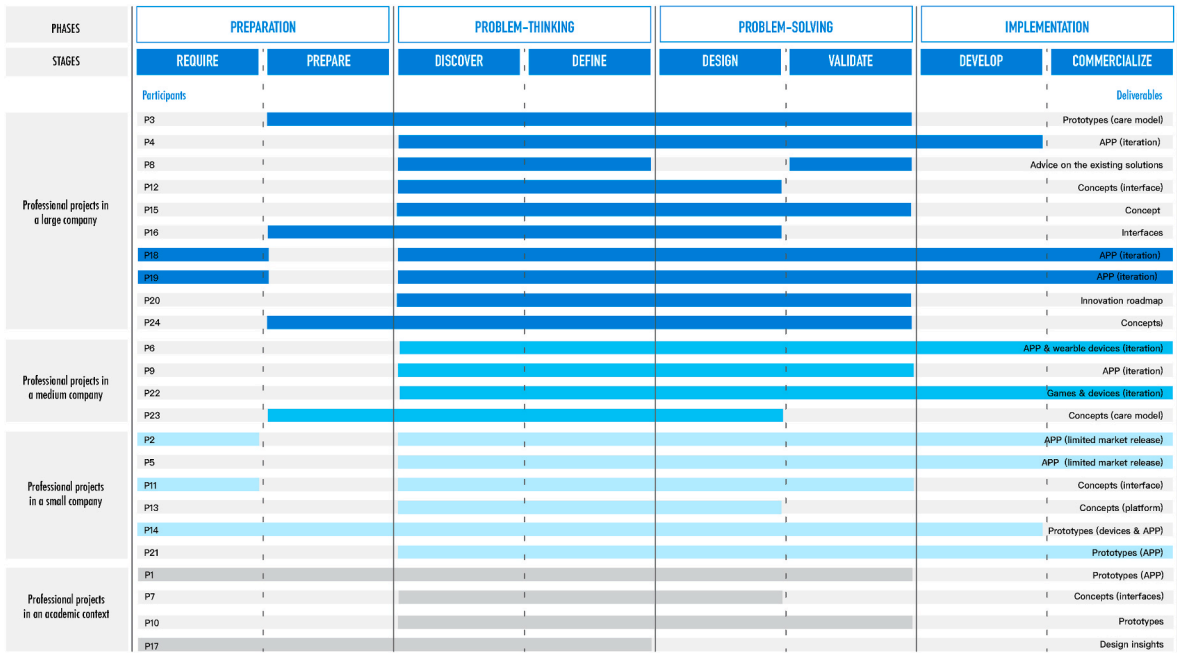 PHASES PREPARATION PROBLEM-THINKING PROBLEM-SOLVING IMPLEMENTATION
STAGES REQUIRE PREPARE DISCOVER DEFINE DESIGN VALIDATE DEVELOP COMMERCIALIZE
Participants Deliverables
Professional projects in
a large company
P3 Prototypes (care model)
P4 APP (iteration)
P8 Advice on the existing solutions
P12 Concepts (interface)
P15 Concept
P16 Interfaces
P18 APP (iteration)
P19 APP (iteration)
P20 Innovation roadmap
P24 Concepts)
Professional projects in
a medium company
P6 APP & wearble devices (iteration)
P9 APP (iteration)
P22 Games & devices (iteration)
P23 Concepts (care model)
Professional projects
in a small company
P2 APP (limited market release)
P5 APP (limited market release)
P11 Concepts (interface)
P13 Concepts (platform)
P14 Prototypes (devices & APP)
P21 Prototypes (APP)
Professional projects
in an academic context
P1 Prototypes (APP)
P7 Concepts (interfaces)
P10 Prototypes
P17 Design insights